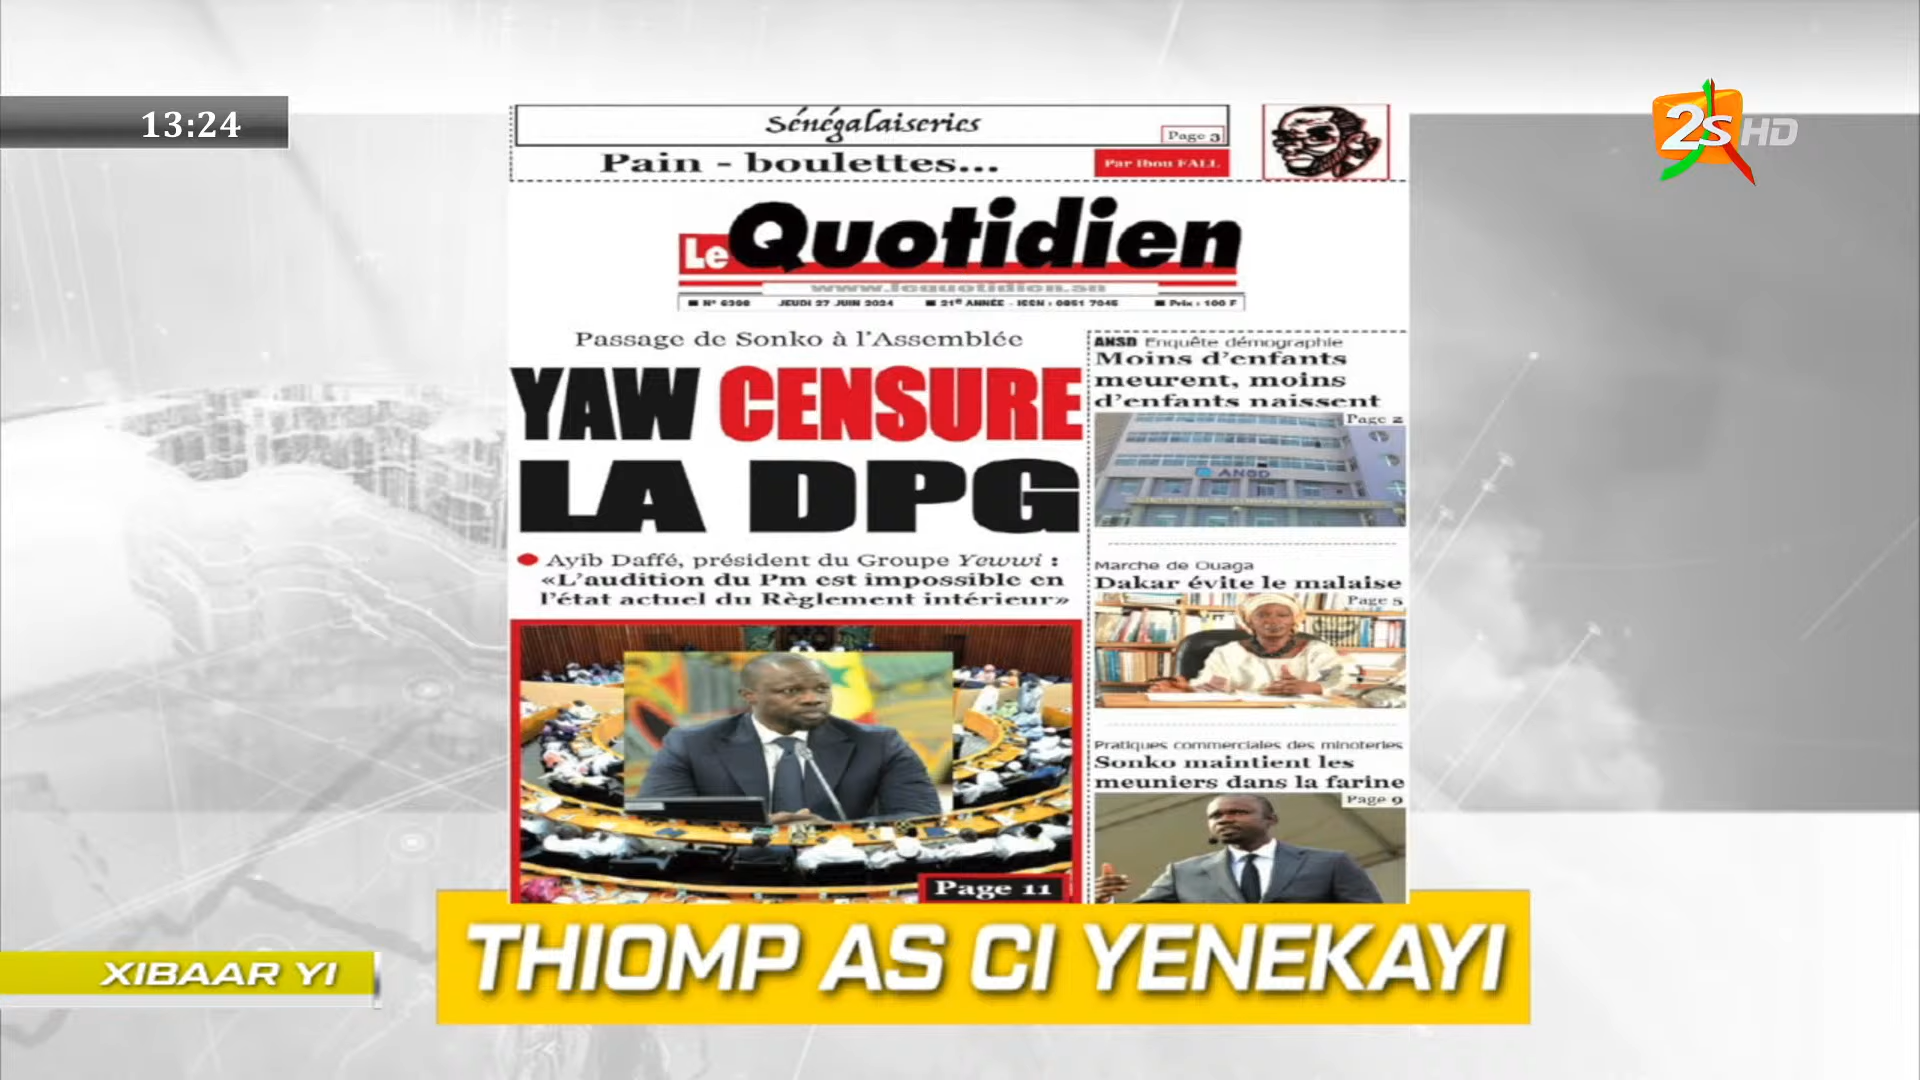 13:24
2S HD
Sénégalaiseries
Page 3
Pain - boulettes...
Par Ibou FALL
Le Quotidien
www.lequotidien.sn
N° 6398 JEUDI 27 JUIN 2024 21e ANNÉE - ISSN : 0851 7045 Prix : 100 F
Passage de Sonko à l'Assemblée
YAW CENSURE
LA DPG
Ayib Daffé, président du Groupe Yewwi :
«L'audition du Pm est impossible en
l'état actuel du Règlement intérieur»
Page 11
ANSD Enquête démographie
Moins d'enfants
meurent, moins
d'enfants naissent
Page 2
ANSD
Marche de Ouaga
Dakar évite le malaise
Page 5
Pratiques commerciales des minoteries
Sonko maintient les
meuniers dans la farine
Page 9
XIBAAR YI
THIOMP AS CI YENEKAYI